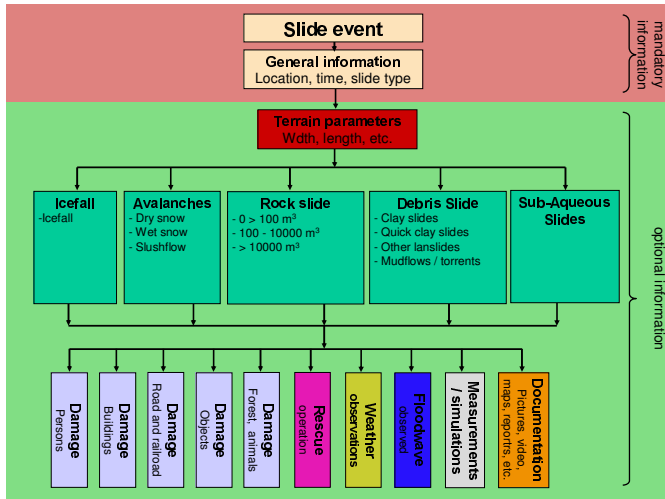 Slide event
General information
Location, time, slide type
mandatory
information
Terrain parameters
Wdth, length, etc.
Icefall
-Icefall
Avalanches
- Dry snow
- Wet snow
- Slushflow
Rock slide
- 0 > 100 m³
- 100 - 10000 m³
- > 10000 m³
Debris Slide
- Clay slides
- Quick clay slides
- Other lanslides
- Mudflows / torrents
Sub-Aqueous
Slides
optional information
Damage
Persons
Damage
Buildings
Damage
Road and railroad
Damage
Objects
Damage
Forest, animals
Rescue
operation
Weather
observations
Floodwave
observed
Measurements
/ simulations
Documentation
Pictures, video,
maps, reportrs, etc.